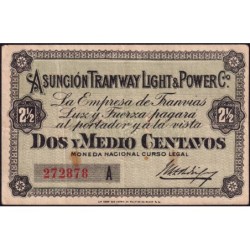 ASUNCIÓN TRAMWAY LIGHT & POWER Co.
2½ 2½
La Empresa de Tranvias
Luz y Fuerza pagará
al portador y a la vista
DOS Y MEDIO CENTAVOS
MONEDA NACIONAL CURSO LEGAL
272878 A